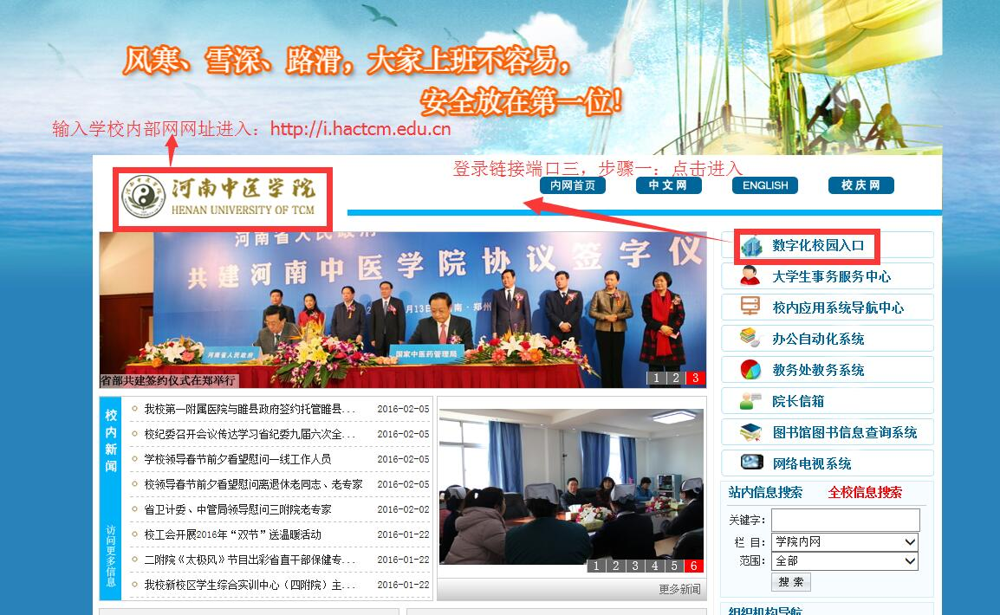 风寒、雪深、路滑，大家上班不容易，
安全放在第一位！
输入学校内部网网址进入：http://i.hactcm.edu.cn
登录链接端口三，步骤一：点击进入
河南中医学院
HENAN UNIVERSITY OF TCM
内网首页
中文网
ENGLISH
校庆网
河南省人民政府
共建河南中医学院协议签字仪
月13日
南·郑州
河南省人民政府
国家中医药管理局
省部共建签约仪式在郑举行
1 2 3
数字化校园入口
大学生事务服务中心
校内应用系统导航中心
办公自动化系统
教务处教务系统
院长信箱
图书馆图书信息查询系统
网络电视系统
校内新闻
访问更多信息
我校第一附属医院与睢县政府签约托管睢县... 2016-02-05
校纪委召开会议传达学习省纪委九届六次全... 2016-02-05
学校领导春节前夕看望慰问一线工作人员 2016-02-05
校领导春节前夕看望慰问离退休老同志、老专家 2016-02-05
省卫计委、中管局领导慰问三附院老专家 2016-02-02
校工会开展2016年“双节”送温暖活动 2016-01-22
二附院《太极风》节目出彩省直干部保健专... 2016-01-22
我校新校区学生综合实训中心（四附院）主... 2016-01-22
1 2 3 4 5 6
更多新闻
站内信息搜索 全校信息搜索
关键字：
栏 目： 学院内网
范围： 全部
搜 索
组织机构导航